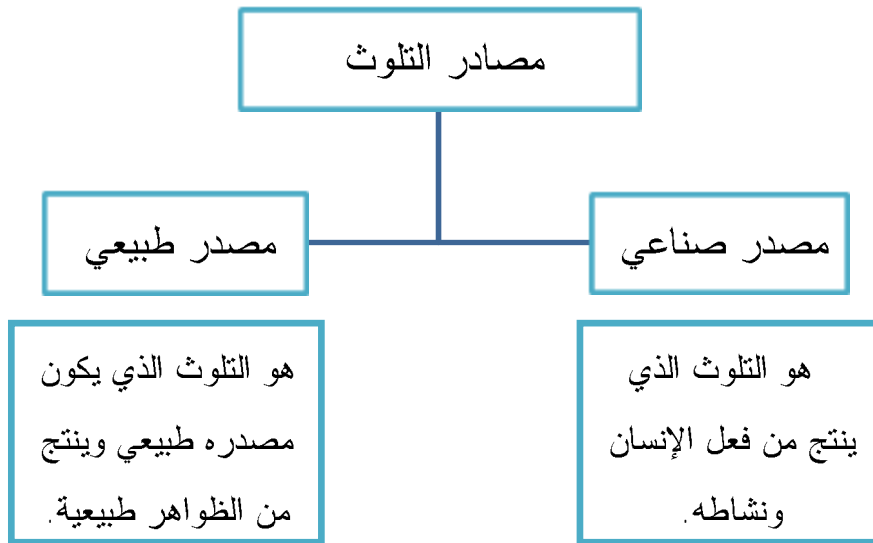 مصادر التلوث
مصدر صناعي
مصدر طبيعي
هو التلوث الذي
ينتج من فعل الإنسان
ونشاطه.
هو التلوث الذي يكون
مصدره طبيعي وينتج
من الظواهر طبيعية.